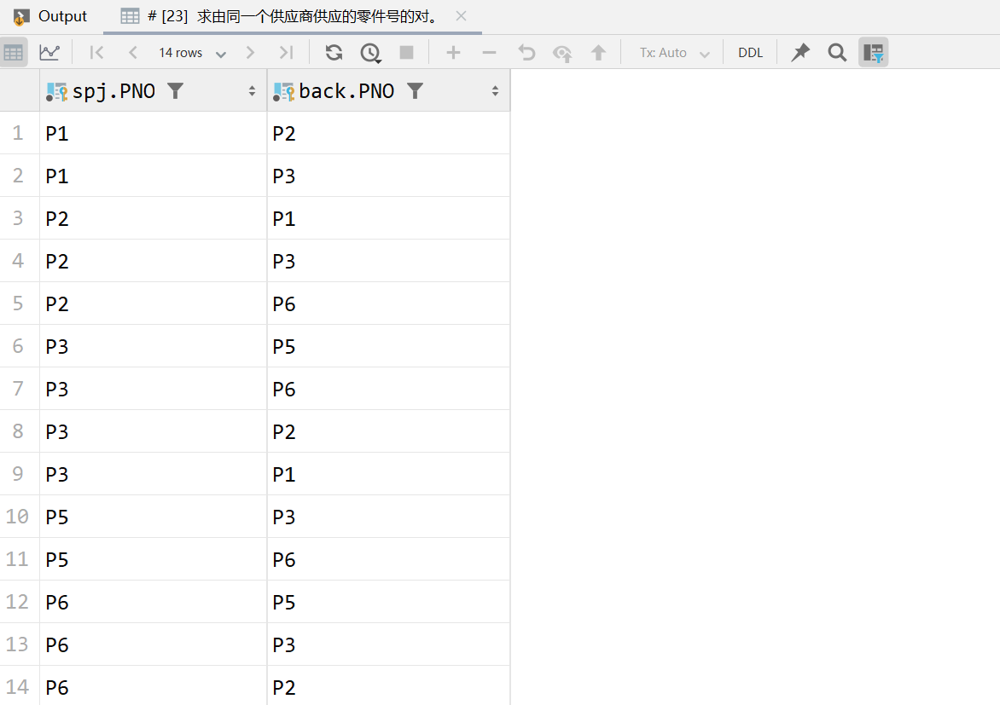 Output # [23] 求由同一个供应商供应的零件号的对。
14 rows Tx: Auto DDL
spj.PNO back.PNO
1 P1 P2
2 P1 P3
3 P2 P1
4 P2 P3
5 P2 P6
6 P3 P5
7 P3 P6
8 P3 P2
9 P3 P1
10 P5 P3
11 P5 P6
12 P6 P5
13 P6 P3
14 P6 P2